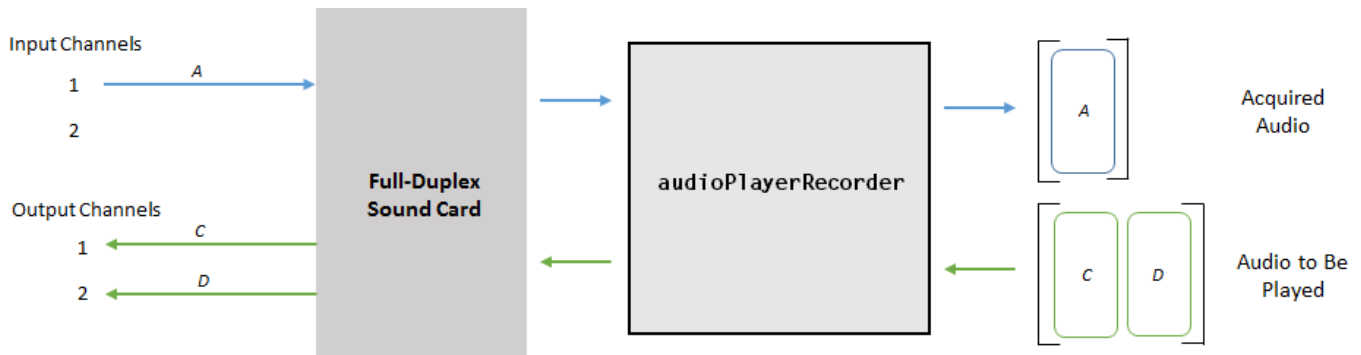 Input Channels
1
A
2
Output Channels
1
C
2
D
Full-Duplex
Sound Card
audioPlayerRecorder
A
Acquired
Audio
C D
Audio to Be
Played